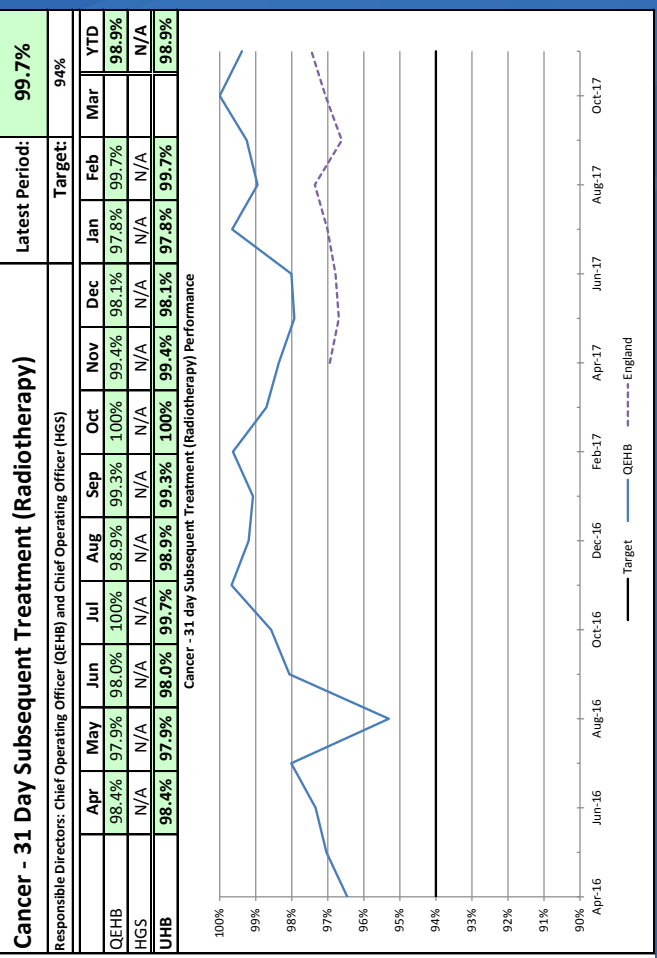 Cancer - 31 Day Subsequent Treatment (Radiotherapy) Latest Period: 99.7%
Responsible Directors: Chief Operating Officer (QEHB) and Chief Operating Officer (HGS) Target: 94%
Apr May Jun Jul Aug Sep Oct Nov Dec Jan Feb Mar YTD
QEHB 98.4% 97.9% 98.0% 100% 98.9% 99.3% 100% 99.4% 98.1% 97.8% 99.7% 98.9%
HGS N/A N/A N/A N/A N/A N/A N/A N/A N/A N/A N/A N/A
UHB 98.4% 97.9% 98.0% 99.7% 98.9% 99.3% 100% 99.4% 98.1% 97.8% 99.7% 98.9%
Cancer - 31 day Subsequent Treatment (Radiotherapy) Performance
100%
99%
98%
97%
96%
95%
94%
93%
92%
91%
90%
Apr-16 Jun-16 Aug-16 Oct-16 Dec-16 Feb-17 Apr-17 Jun-17 Aug-17 Oct-17
Target QEHB England